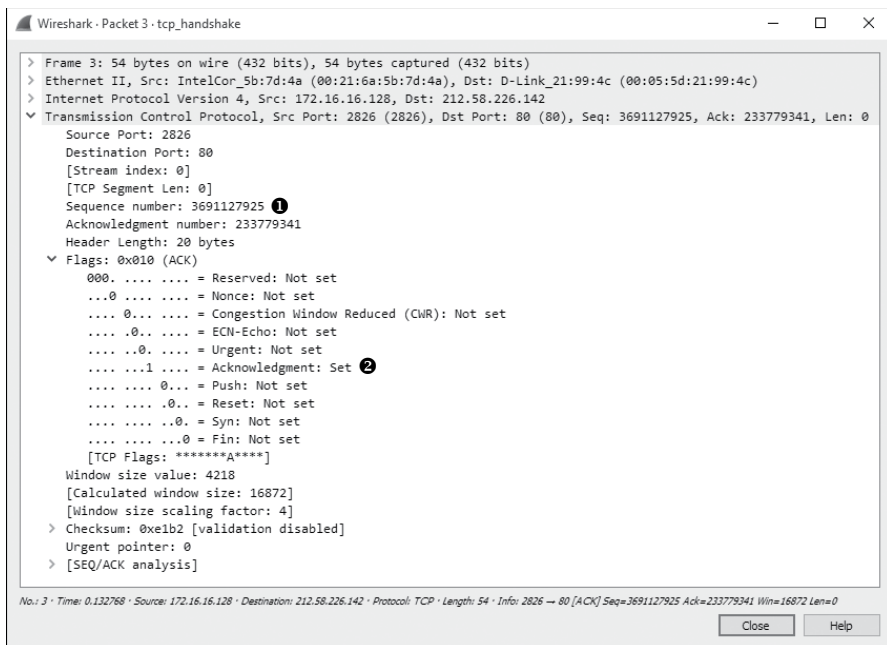 Wireshark · Packet 3 · tcp_handshake
> Frame 3: 54 bytes on wire (432 bits), 54 bytes captured (432 bits)
> Ethernet II, Src: IntelCor_5b:7d:4a (00:21:6a:5b:7d:4a), Dst: D-Link_21:99:4c (00:05:5d:21:99:4c)
> Internet Protocol Version 4, Src: 172.16.16.128, Dst: 212.58.226.142
Transmission Control Protocol, Src Port: 2826 (2826), Dst Port: 80 (80), Seq: 3691127925, Ack: 233779341, Len: 0
Source Port: 2826
Destination Port: 80
[Stream index: 0]
[TCP Segment Len: 0]
Sequence number: 3691127925 ❶
Acknowledgment number: 233779341
Header Length: 20 bytes
Flags: 0x010 (ACK)
000. .... .... = Reserved: Not set
...0 .... .... = Nonce: Not set
.... 0... .... = Congestion Window Reduced (CWR): Not set
.... .0.. .... = ECN-Echo: Not set
.... ..0. .... = Urgent: Not set
.... ...1 .... = Acknowledgment: Set ❷
.... .... 0... = Push: Not set
.... .... .0.. = Reset: Not set
.... .... ..0. = Syn: Not set
.... .... ...0 = Fin: Not set
[TCP Flags: *******A****]
Window size value: 4218
[Calculated window size: 16872]
[Window size scaling factor: 4]
> Checksum: 0xe1b2 [validation disabled]
Urgent pointer: 0
> [SEQ/ACK analysis]
No.: 3 · Time: 0.132768 · Source: 172.16.16.128 · Destination: 212.58.226.142 · Protocol: TCP · Length: 54 · Info: 2826 → 80 [ACK] Seq=3691127925 Ack=233779341 Win=16872 Len=0
Close Help